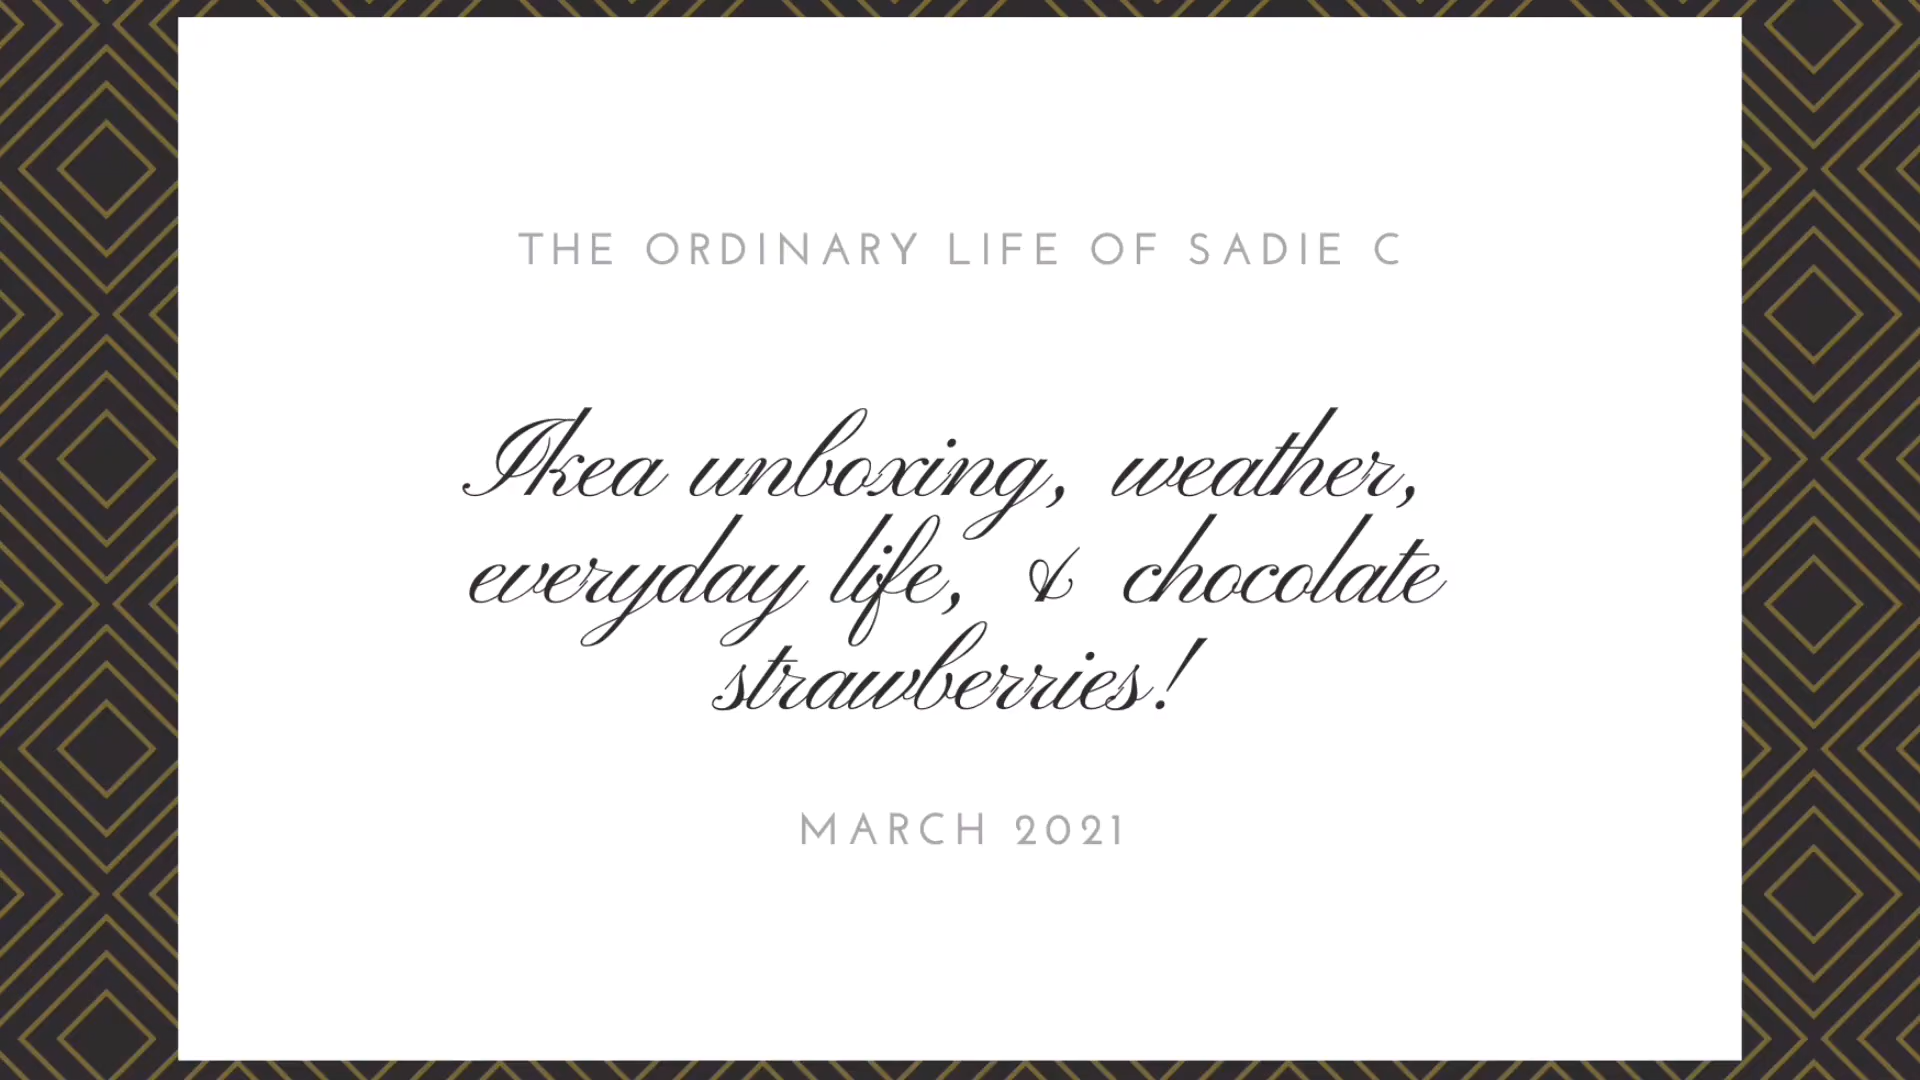 THE ORDINARY LIFE OF SADIE C
Ikea unboxing, weather,
everyday life, & chocolate
strawberries!
MARCH 2021